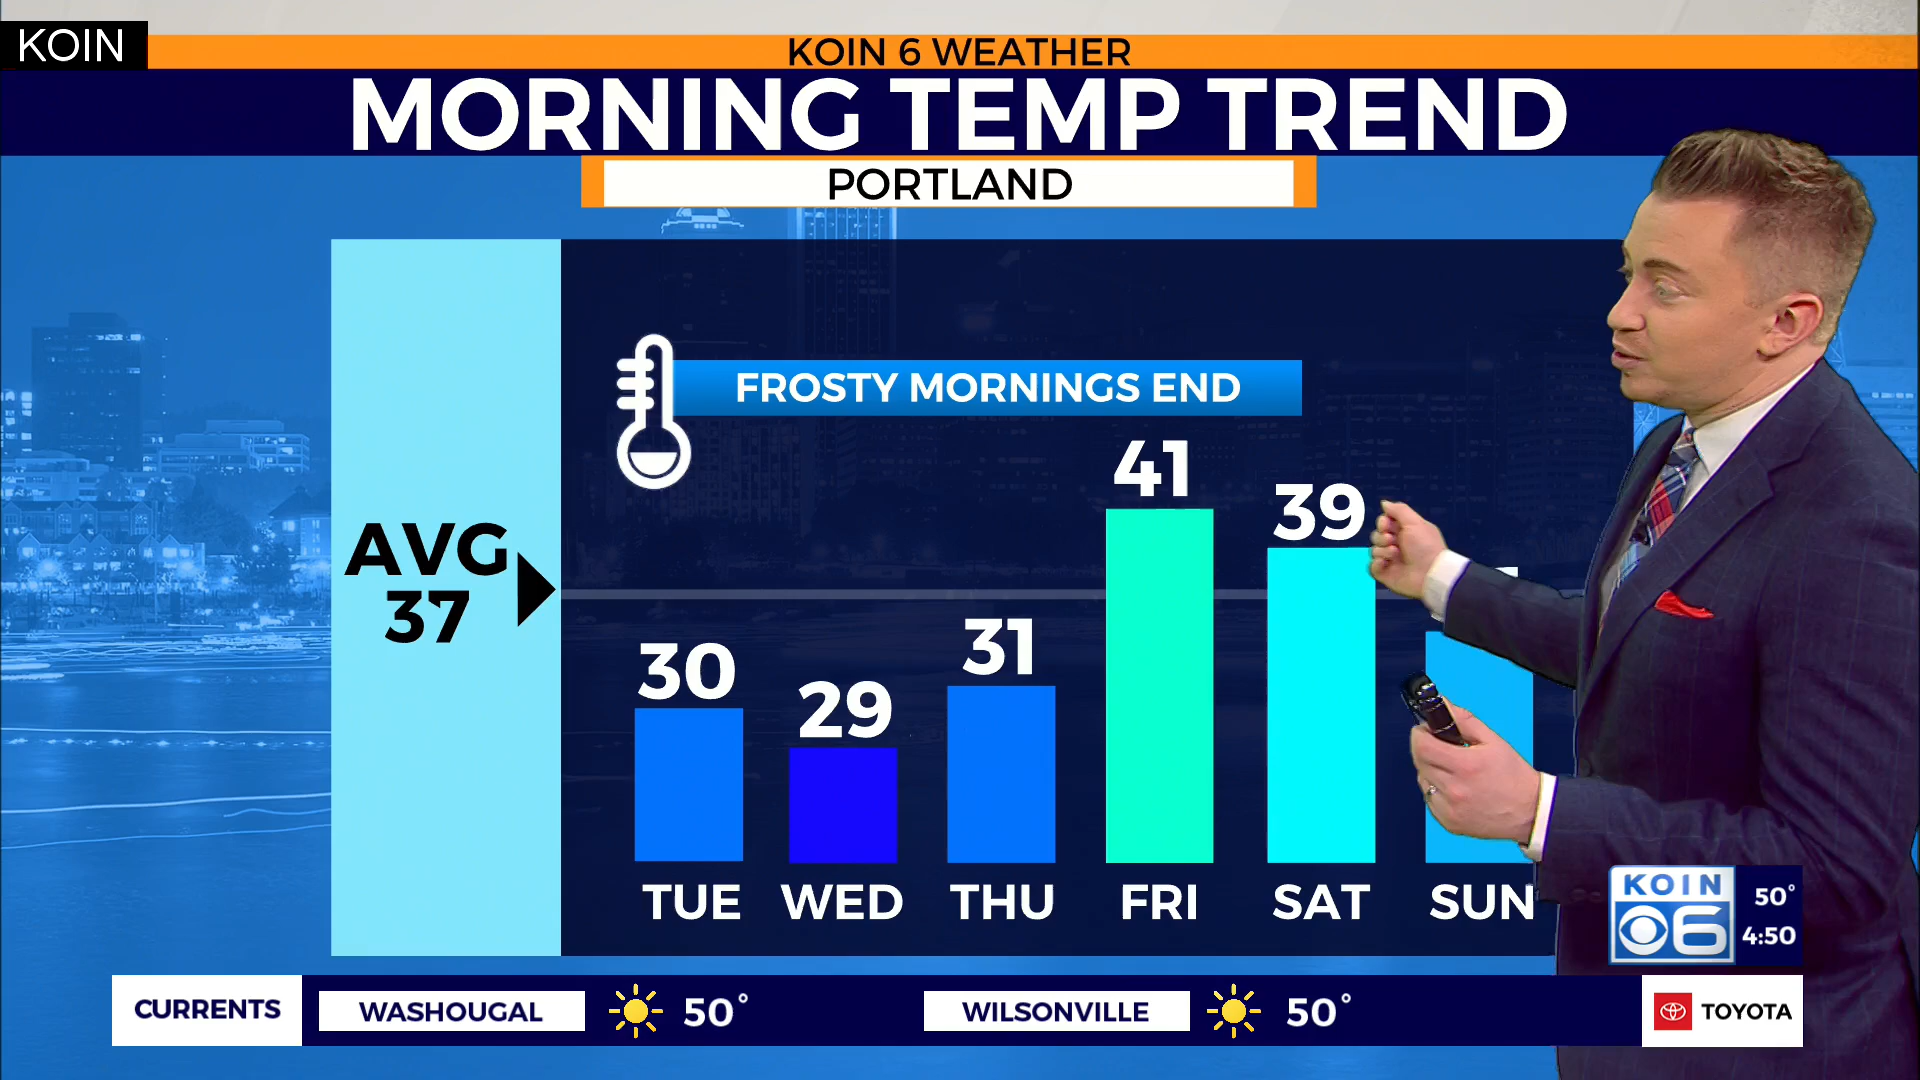 KOIN
KOIN 6 WEATHER
MORNING TEMP TREND
PORTLAND
FROSTY MORNINGS END
AVG
37
30
29
31
41
39
TUE
WED
THU
FRI
SAT
SUN
KOIN
6
50°
4:50
CURRENTS
WASHOUGAL
50°
WILSONVILLE
50°
TOYOTA